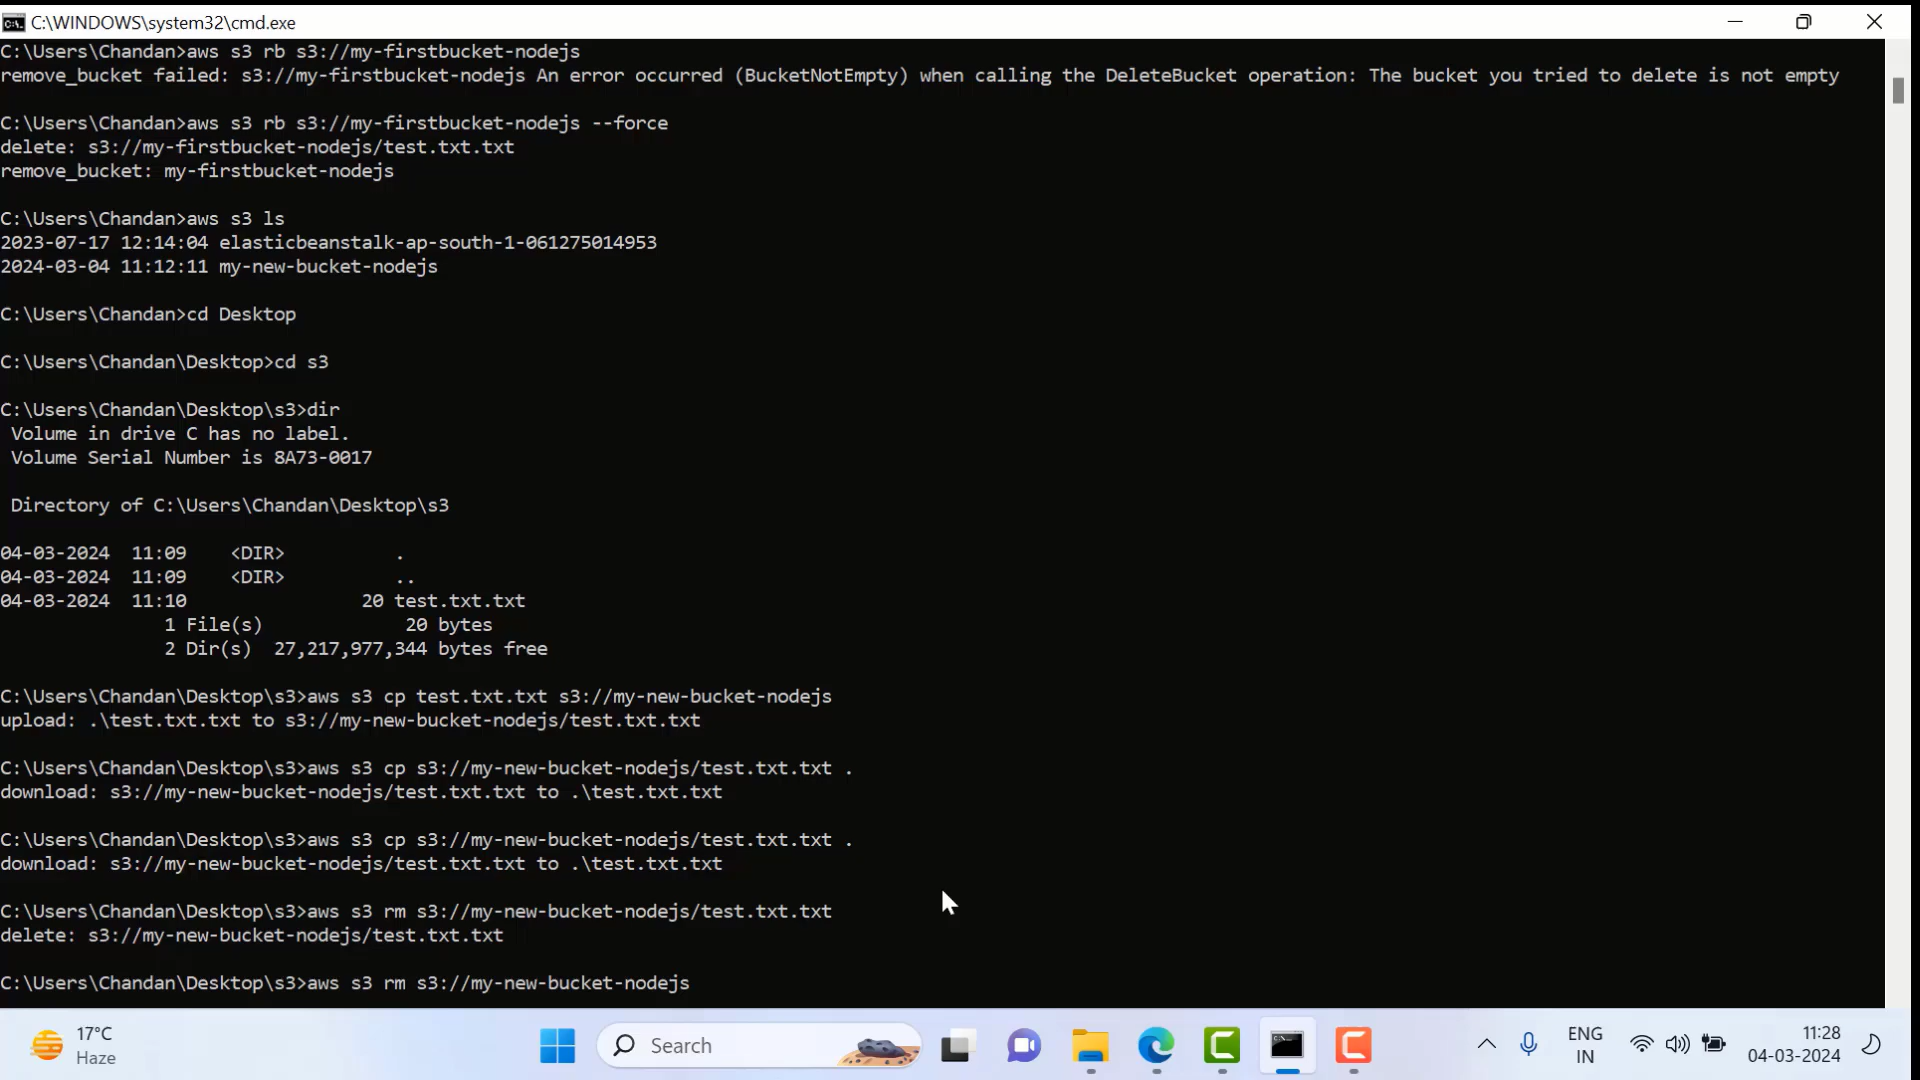 C:\WINDOWS\system32\cmd.exe
C:\Users\Chandan>aws s3 rb s3://my-firstbucket-nodejs
remove_bucket failed: s3://my-firstbucket-nodejs An error occurred (BucketNotEmpty) when calling the DeleteBucket operation: The bucket you tried to delete is not empty
C:\Users\Chandan>aws s3 rb s3://my-firstbucket-nodejs --force
delete: s3://my-firstbucket-nodejs/test.txt.txt
remove_bucket: my-firstbucket-nodejs
C:\Users\Chandan>aws s3 ls
2023-07-17 12:14:04 elasticbeanstalk-ap-south-1-061275014953
2024-03-04 11:12:11 my-new-bucket-nodejs
C:\Users\Chandan>cd Desktop
C:\Users\Chandan\Desktop>cd s3
C:\Users\Chandan\Desktop\s3>dir
Volume in drive C has no label.
Volume Serial Number is 8A73-0017
Directory of C:\Users\Chandan\Desktop\s3
04-03-2024  11:09    <DIR>          .
04-03-2024  11:09    <DIR>          ..
04-03-2024  11:10                20 test.txt.txt
1 File(s)             20 bytes
2 Dir(s)  27,217,977,344 bytes free
C:\Users\Chandan\Desktop\s3>aws s3 cp test.txt.txt s3://my-new-bucket-nodejs
upload: .\test.txt.txt to s3://my-new-bucket-nodejs/test.txt.txt
C:\Users\Chandan\Desktop\s3>aws s3 cp s3://my-new-bucket-nodejs/test.txt.txt .
download: s3://my-new-bucket-nodejs/test.txt.txt to .\test.txt.txt
C:\Users\Chandan\Desktop\s3>aws s3 cp s3://my-new-bucket-nodejs/test.txt.txt .
download: s3://my-new-bucket-nodejs/test.txt.txt to .\test.txt.txt
C:\Users\Chandan\Desktop\s3>aws s3 rm s3://my-new-bucket-nodejs/test.txt.txt
delete: s3://my-new-bucket-nodejs/test.txt.txt
C:\Users\Chandan\Desktop\s3>aws s3 rm s3://my-new-bucket-nodejs
17°C
Haze
Search
ENG
IN
11:28
04-03-2024